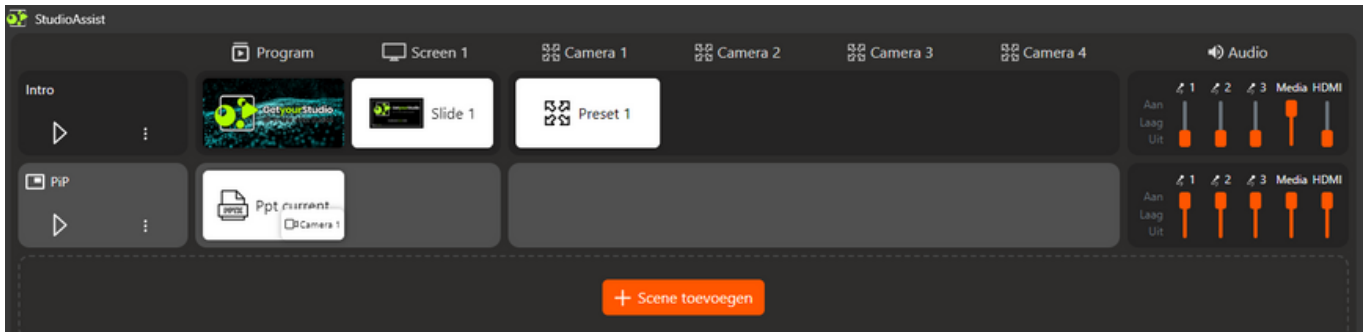 StudioAssist
Program Screen 1 Camera 1 Camera 2 Camera 3 Camera 4 Audio
Intro
GetyourStudio
Slide 1
Preset 1
1 2 3 Media HDMI
Aan
Laag
Uit
PiP
PPTX
Ppt current...
Camera 1
1 2 3 Media HDMI
Aan
Laag
Uit
+ Scene toevoegen